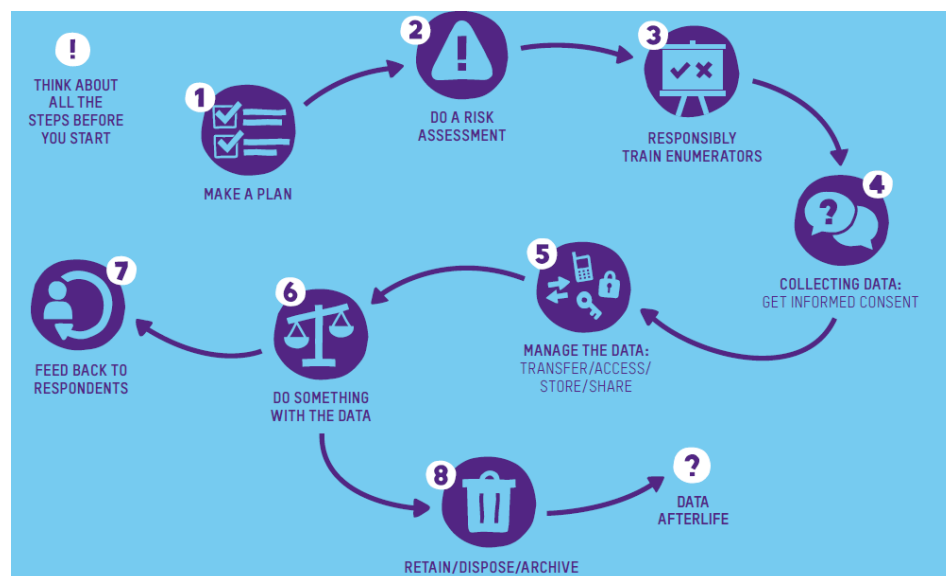 !
THINK ABOUT
ALL THE
STEPS BEFORE
YOU START
1
MAKE A PLAN
2
!
DO A RISK
ASSESSMENT
3
RESPONSIBLY
TRAIN ENUMERATORS
4
?
COLLECTING DATA:
GET INFORMED CONSENT
5
MANAGE THE DATA:
TRANSFER/ACCESS/
STORE/SHARE
6
DO SOMETHING
WITH THE DATA
7
FEED BACK TO
RESPONDENTS
8
RETAIN/DISPOSE/ARCHIVE
?
DATA
AFTERLIFE